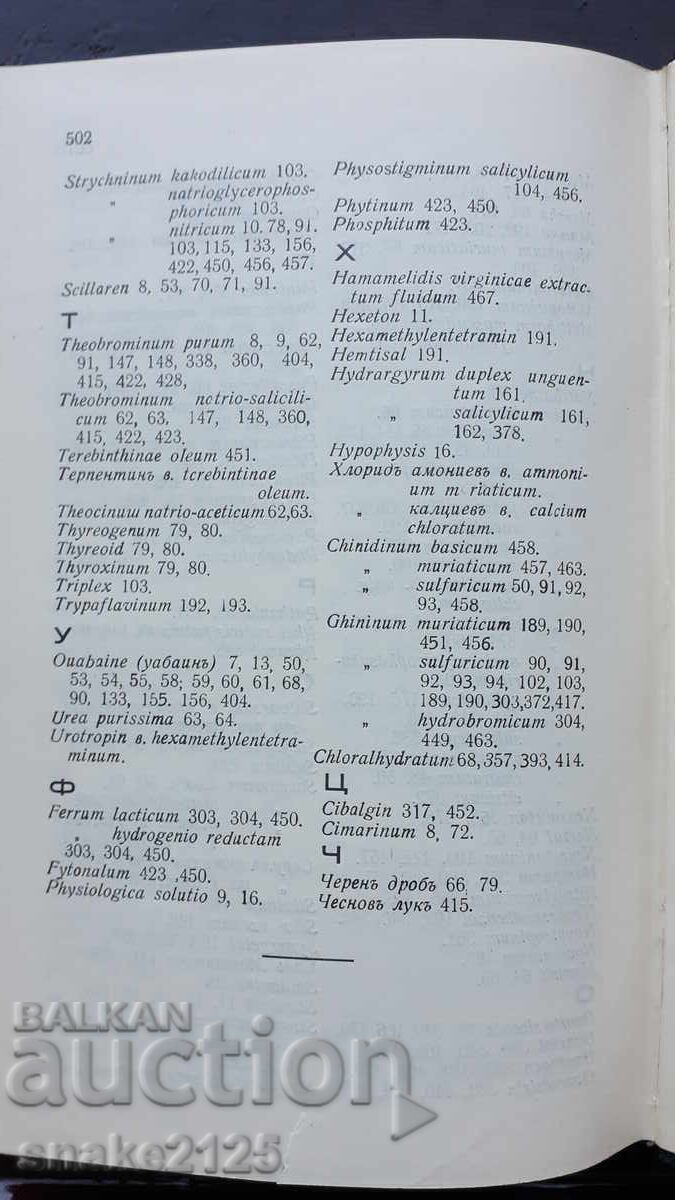 502
Strychninum kakodilicum 103.
" natrioglycerophos-
phoricum 103.
" nitricum 10.78, 91.
103, 115, 133, 156,
422, 450, 456, 457.
Scillaren 8, 53, 70, 71, 91.
Т
Theobrominum purum 8, 9, 62,
91, 147, 148, 338, 360, 404,
415, 422, 428,
Theobrominum natrio-salicili-
cum 62, 63. 147, 148, 360,
415, 422, 423.
Terebinthinae oleum 451.
Терпентинъ в. terebintinae
oleum.
Theocinuш natrio-aceticum 62,63.
Thyreogenum 79, 80.
Thyreoid 79, 80.
Thyroxinum 79, 80.
Triplex 103.
Trypaflavinum 192, 193.
У
Ouabaine (уабаинъ) 7, 13, 50,
53, 54, 55, 58; 59, 60, 61, 68,
90. 133, 155. 156, 404.
Urea purissima 63, 64.
Urotropin в. hexamethylentetra-
minum.
Ф
Ferrum lacticum 303, 304, 450.
„ hydrogenio reductam
303, 304, 450.
Fytonalum 423 ,450.
Physiologica solutio 9, 16.
Physostigminum salicylicum
104, 456.
Phytinum 423, 450.
Phosphitum 423.
Х
Hamamelidis virginicae extrac-
tum fluidum 467.
Hexeton 11.
Hexamethylentetramin 191.
Hemtisal 191.
Hydrargyrum duplex unguen-
tum 161.
„ salicylicum 161,
162, 378.
Hypophysis 16.
Хлоридъ амониевъ в. ammoni-
um m riaticum.
„ калциевъ в. calcium
chloratum.
Chinidinum basicum 458.
„ muriaticum 457, 463.
„ sulfuricum 50, 91, 92,
93, 458.
Ghininum muriaticum 189, 190,
451, 456.
„ sulfuricum 90, 91,
92, 93, 94, 102, 103,
189, 190, 303,372,417.
„ hydrobromicum 304,
449, 463.
Chloralhydratum 68,357,393,414.
Ц
Cibalgin 317, 452.
Cimarinum 8, 72.
Ч
Черенъ дробъ 66, 79.
Чесновъ лукъ 415.
BALKAN
auction
snake2125